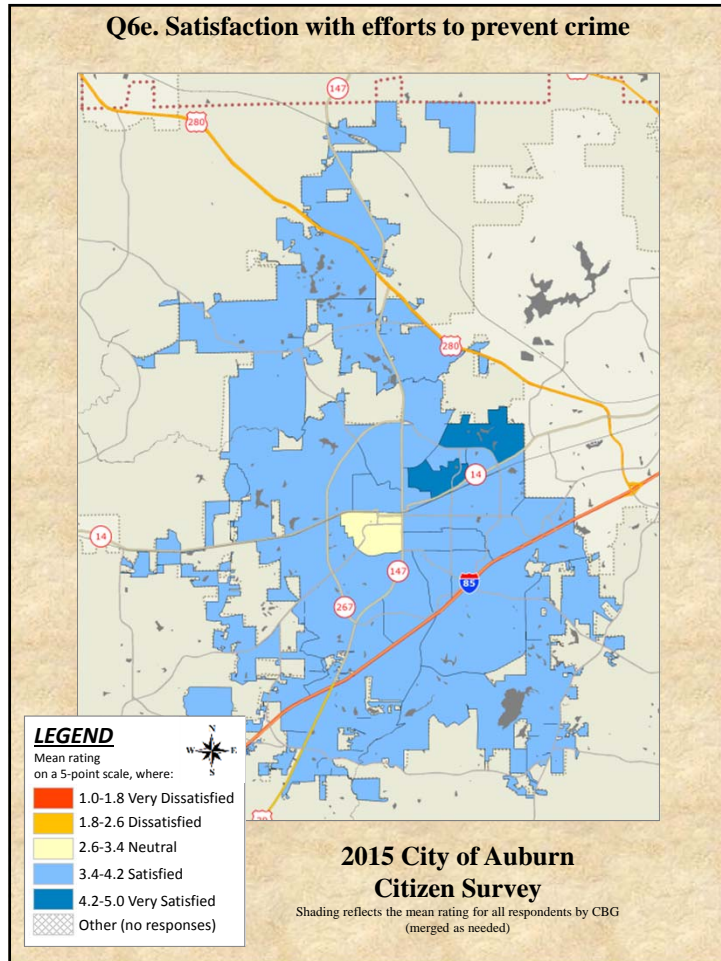 Q6e. Satisfaction with efforts to prevent crime
147
280
280
14
14
147
85
267
LEGEND
Mean rating
on a 5-point scale, where:
N
W E
S
1.0-1.8 Very Dissatisfied
1.8-2.6 Dissatisfied
2.6-3.4 Neutral
3.4-4.2 Satisfied
4.2-5.0 Very Satisfied
Other (no responses)
2015 City of Auburn
Citizen Survey
Shading reflects the mean rating for all respondents by CBG
(merged as needed)